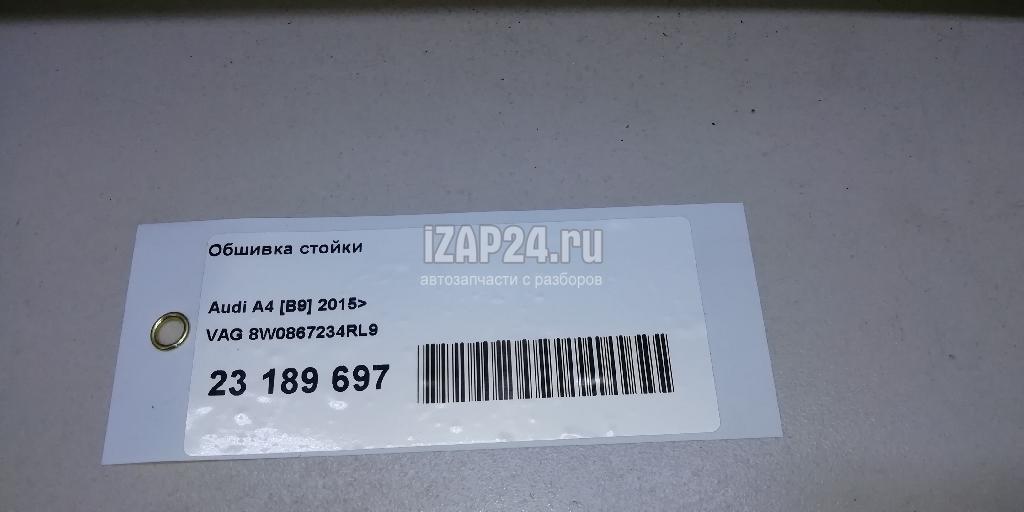 Обшивка стойки
iZAP24.ru
автозапчасти с разборов
Audi A4 [B9] 2015>
VAG 8W0867234RL9
23 189 697